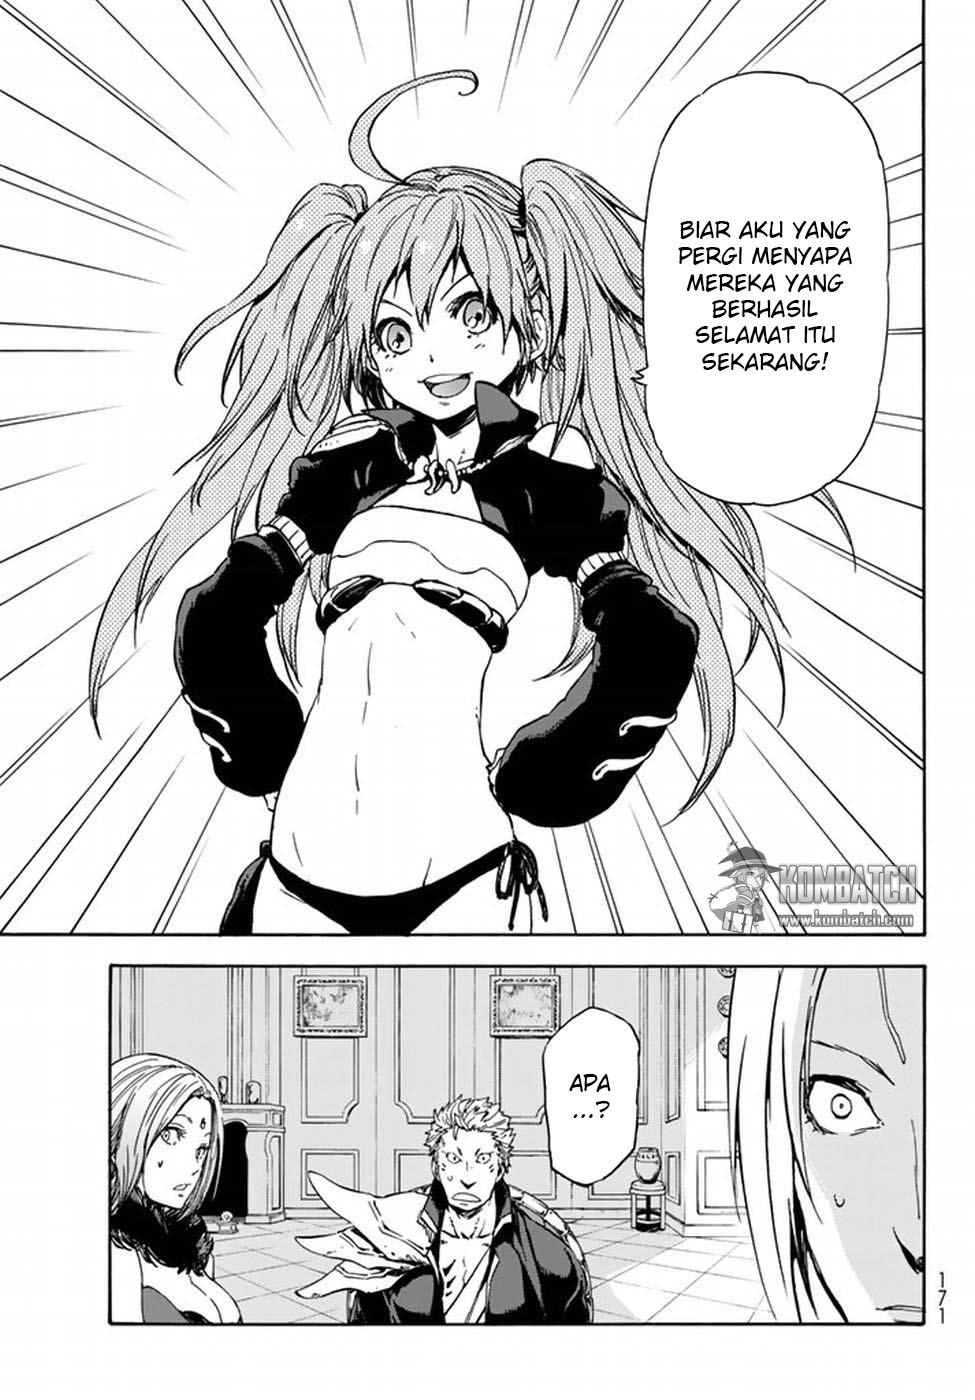 BIAR AKU YANG
PERGI MENYAPA
MEREKA YANG
BERHASIL
SELAMAT ITU
SEKARANG!
KOMBATCH
www.kombatch.com
APA
...?
171